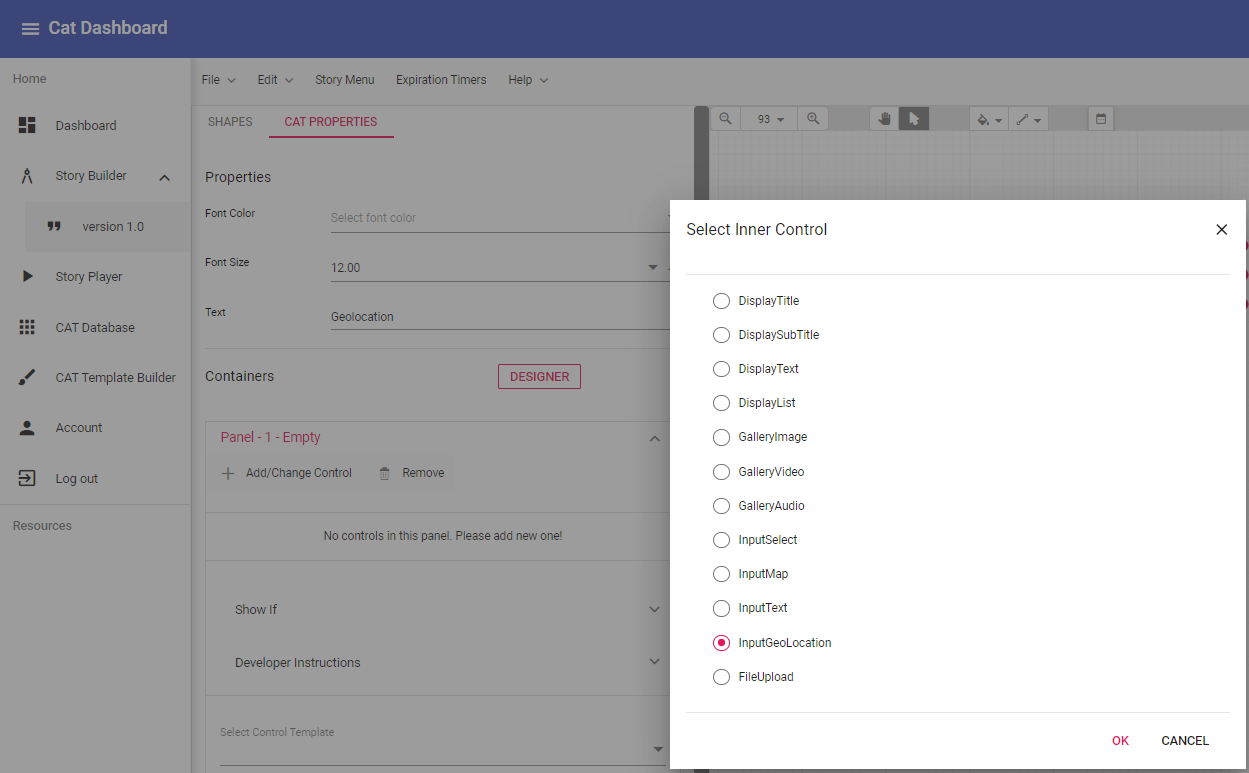 Cat Dashboard
Home
Dashboard
Story Builder
version 1.0
Story Player
CAT Database
CAT Template Builder
Account
Log out
Resources
File Edit Story Menu Expiration Timers Help
SHAPES CAT PROPERTIES
93
Properties
Font Color Select font color
Font Size 12.00
Text Geolocation
Containers DESIGNER
Panel - 1 - Empty
Add/Change Control Remove
No controls in this panel. Please add new one!
Show If
Developer Instructions
Select Control Template
Select Inner Control
DisplayTitle
DisplaySubTitle
DisplayText
DisplayList
GalleryImage
GalleryVideo
GalleryAudio
InputSelect
InputMap
InputText
InputGeoLocation
FileUpload
OK CANCEL